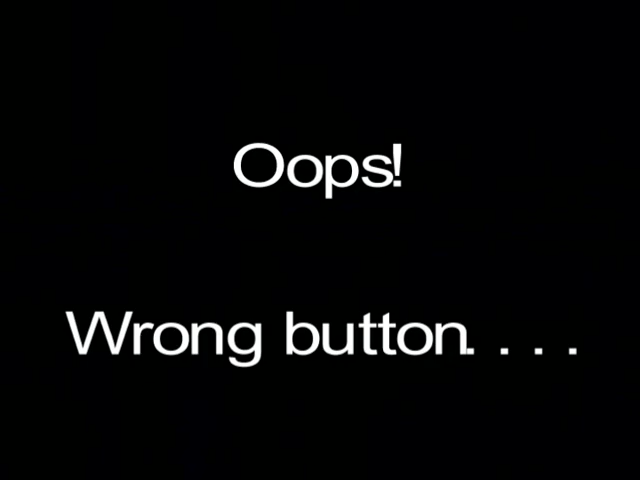 Oops!
Wrong button. . . .